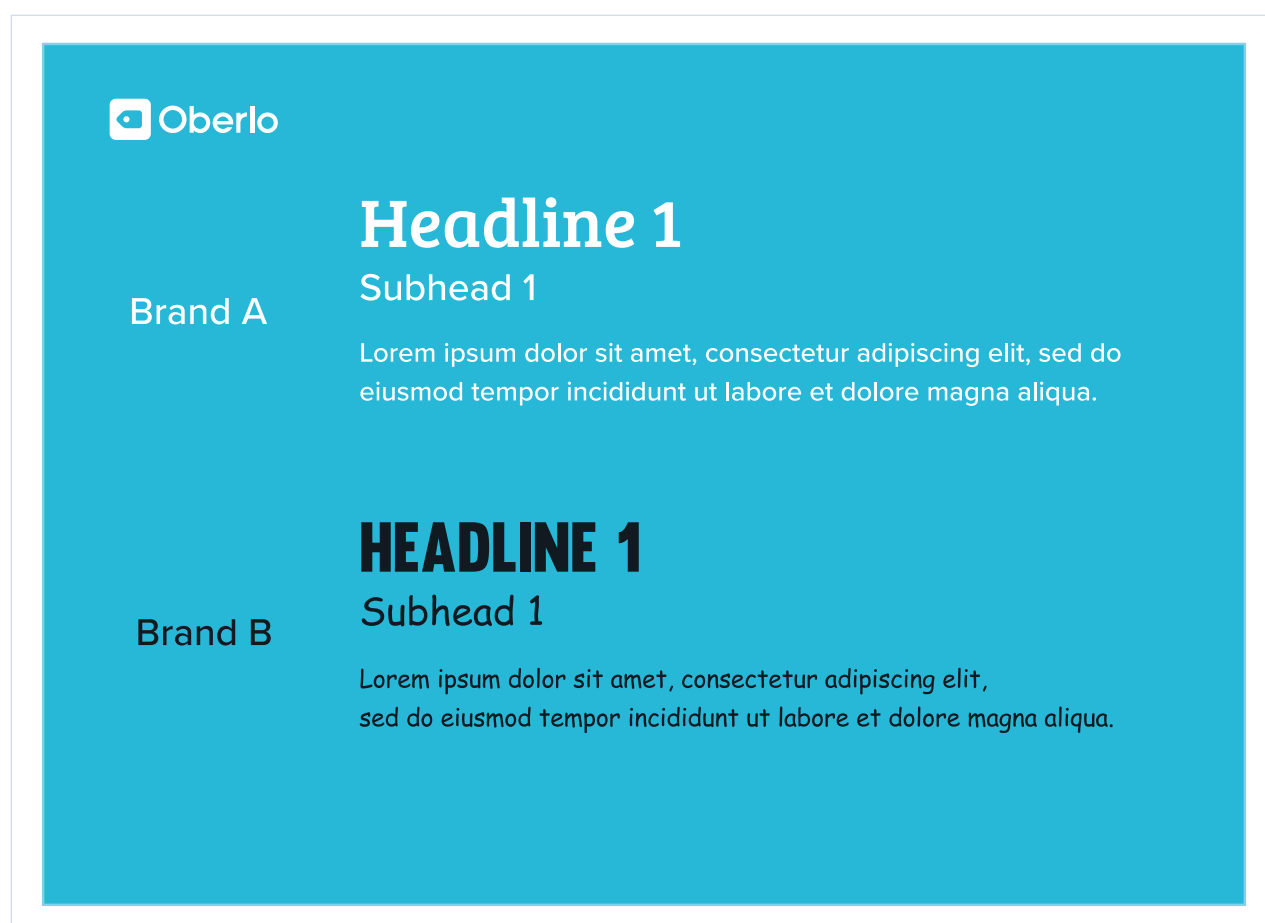 Oberlo
Headline 1
Subhead 1
Brand A
Lorem ipsum dolor sit amet, consectetur adipiscing elit, sed do
eiusmod tempor incididunt ut labore et dolore magna aliqua.
HEADLINE 1
Subhead 1
Brand B
Lorem ipsum dolor sit amet, consectetur adipiscing elit,
sed do eiusmod tempor incididunt ut labore et dolore magna aliqua.